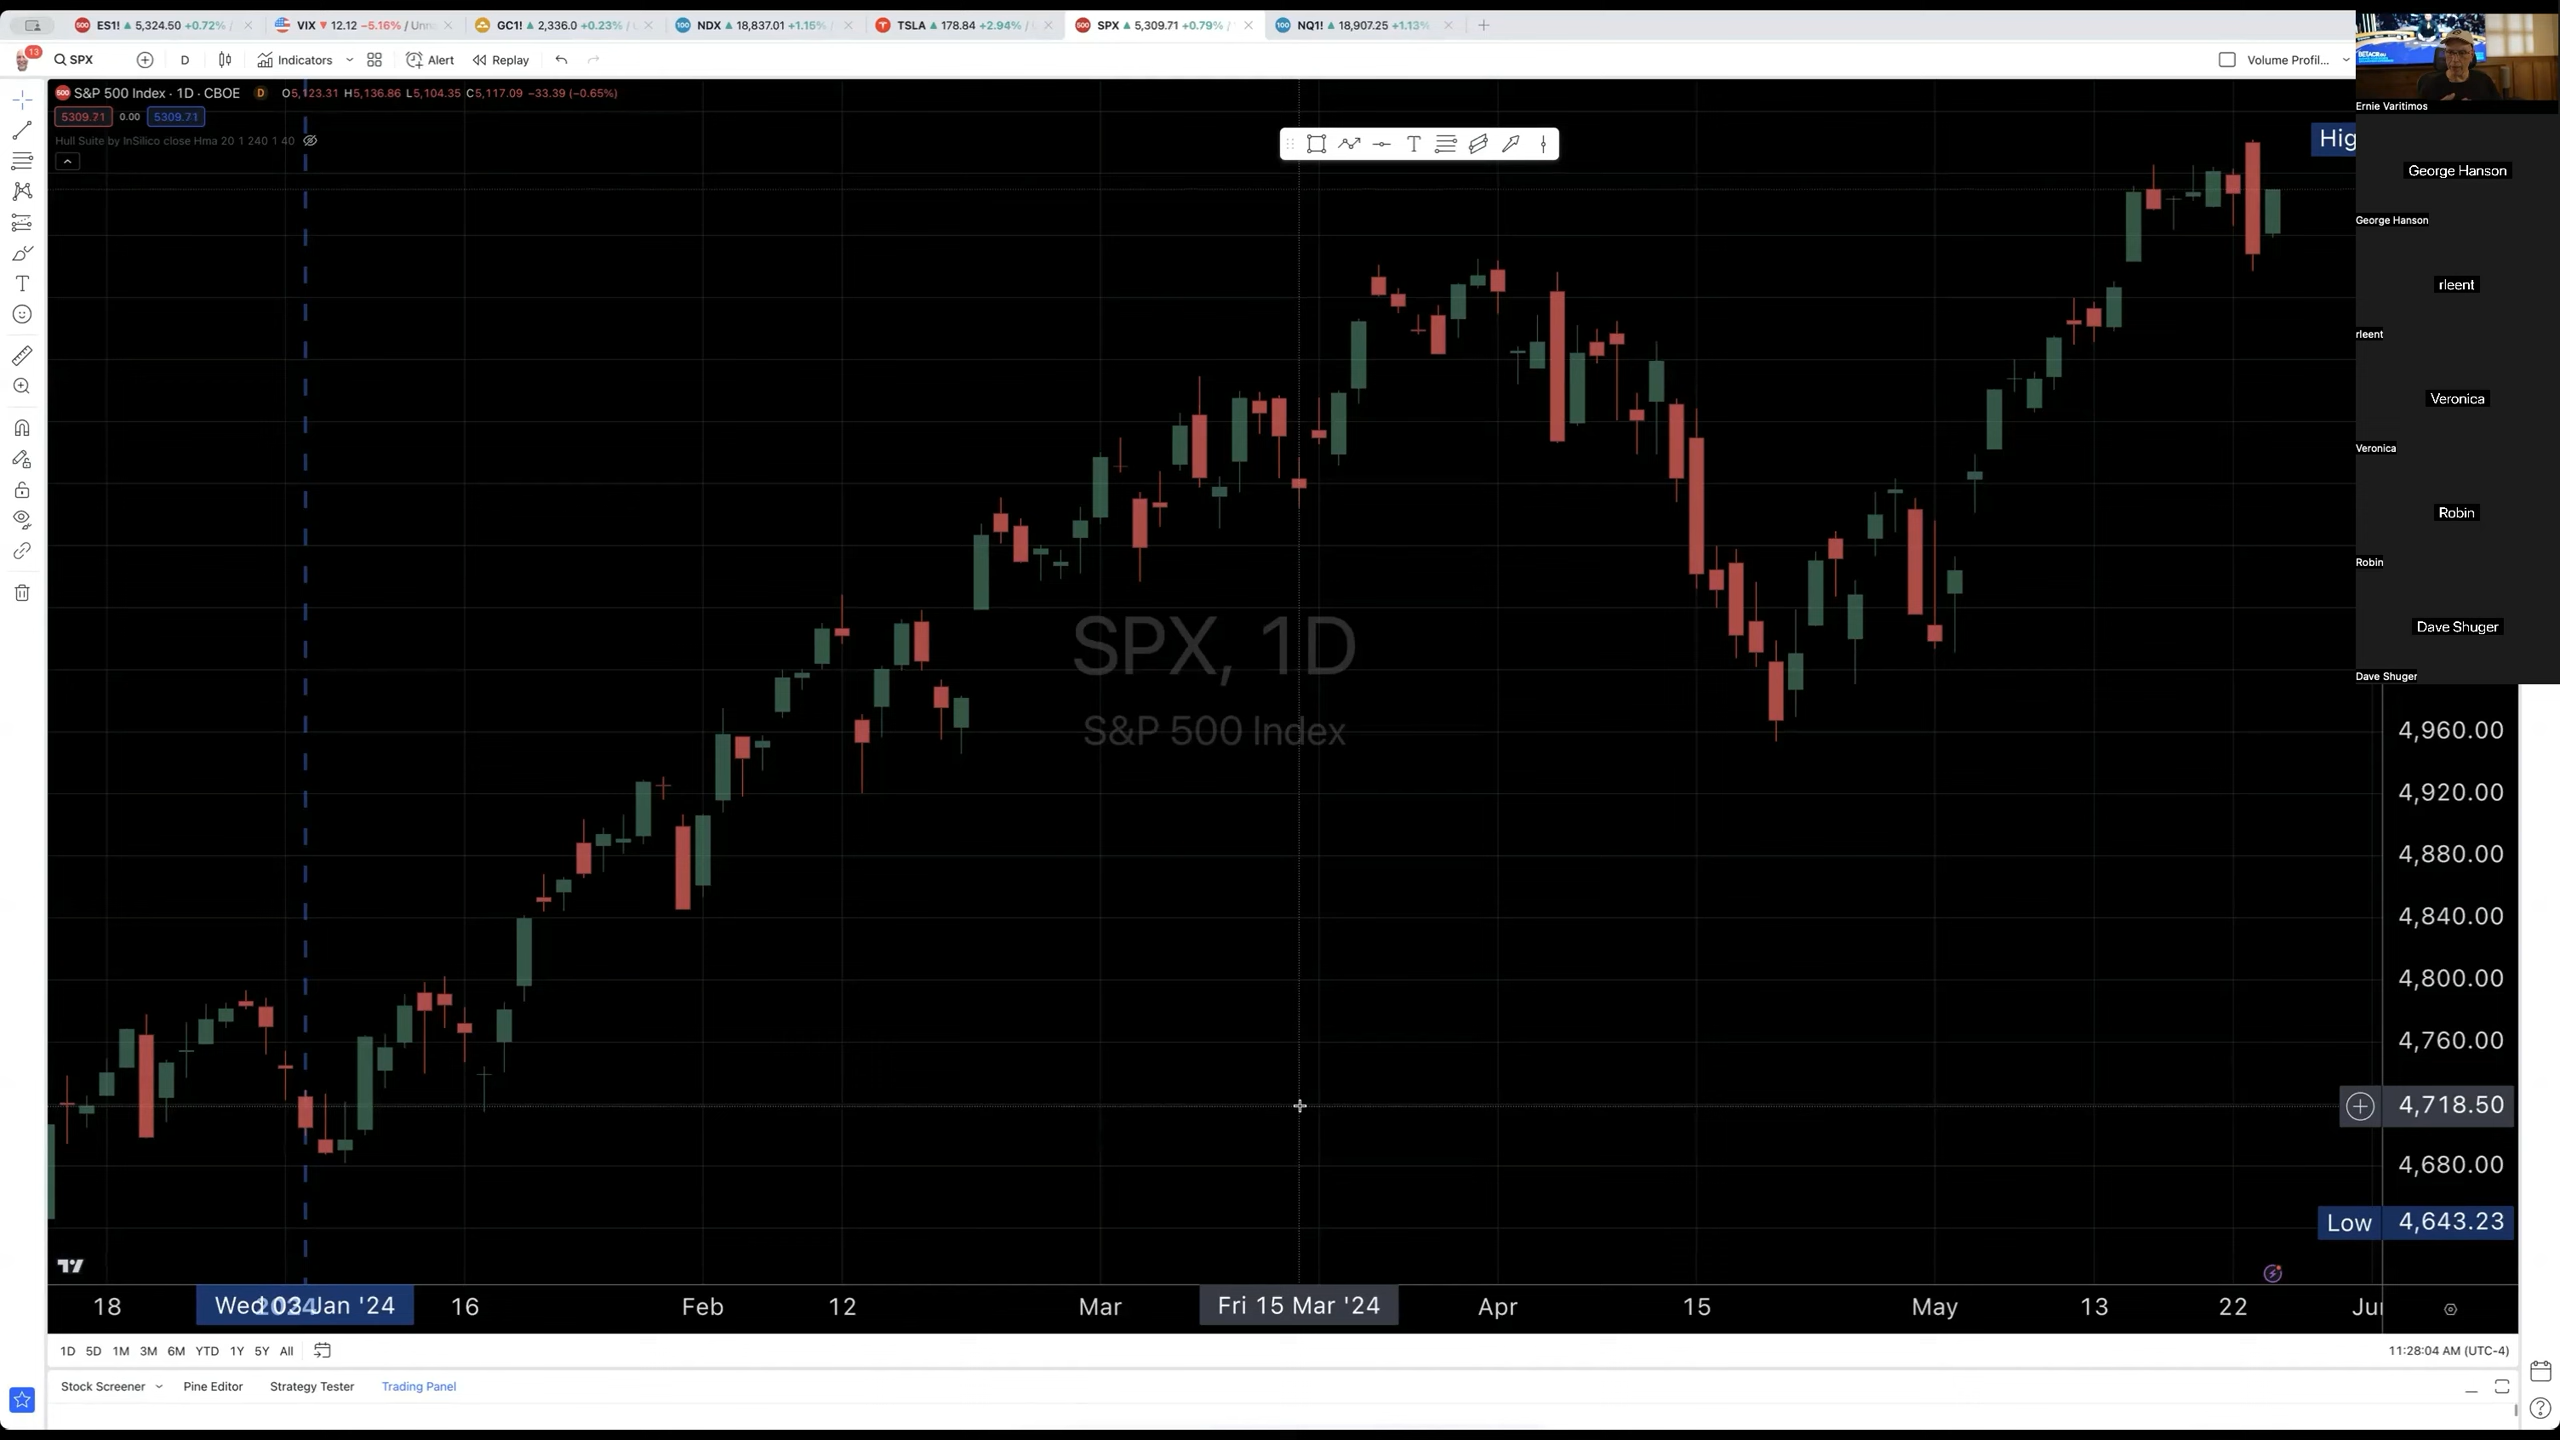 ES1! ▲ 5,324.50 +0.72% /
VIX ▼ 12.12 −5.16% / Unn
GC1! ▲ 2,336.0 +0.23% /
NDX ▲ 18,837.01 +1.16%
TSLA ▲ 178.84 +2.94% /
SPX ▲ 5,309.71 +0.79% /
NQ1! ▲ 18,907.25 +1.13%
13
SPX
D
Indicators
Alert
Replay
Volume Profil...
S&P 500 Index · 1D · CBOE D O5,123.31 H5,136.86 L5,104.35 C5,117.09 −33.39 (−0.65%)
5309.71 0.00 5309.71
Hull Suite by InSilico close Hma 20 1 240 1 40
Hig
Ernie Varitimos
George Hanson
George Hanson
rleent
rleent
Veronica
Veronica
Robin
Robin
Dave Shuger
Dave Shuger
SPX, 1D
S&P 500 Index
4,960.00
4,920.00
4,880.00
4,840.00
4,800.00
4,760.00
4,718.50
4,680.00
Low 4,643.23
18 Wed 03 Jan '24 16 Feb 12 Mar Fri 15 Mar '24 Apr 15 May 13 22
1D 5D 1M 3M 6M YTD 1Y 5Y All
11:28:04 AM (UTC-4)
Stock Screener Pine Editor Strategy Tester Trading Panel